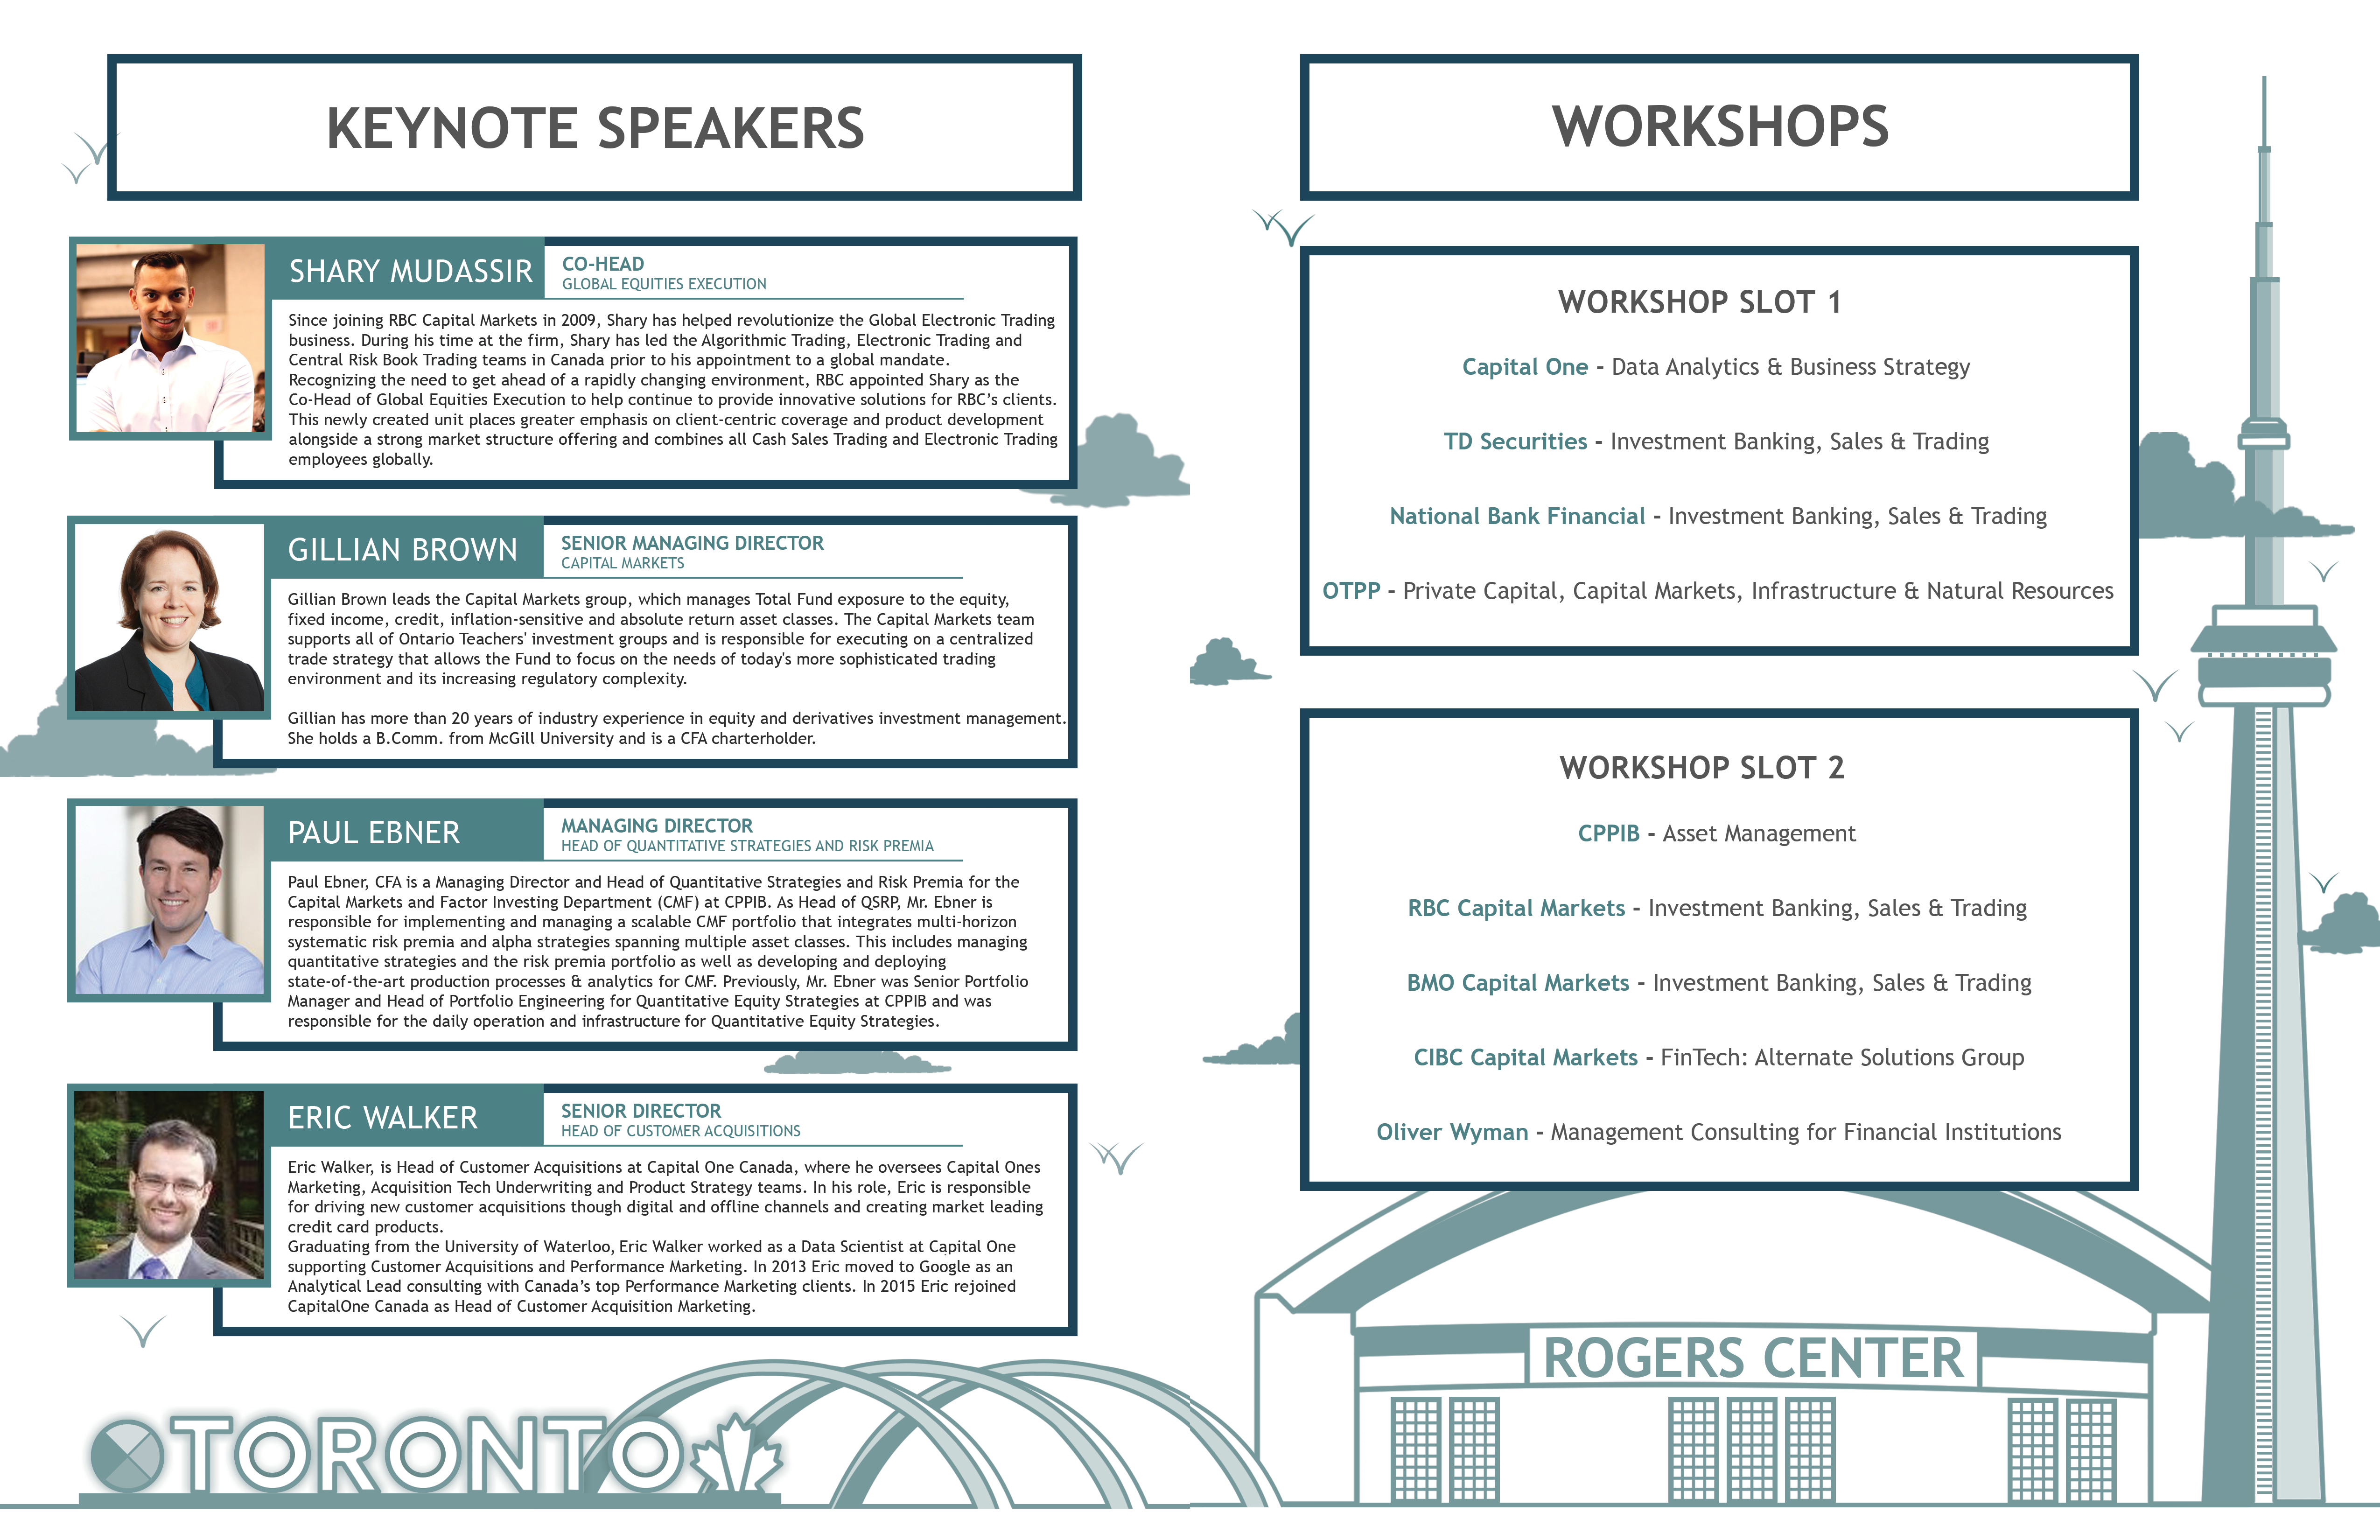 KEYNOTE SPEAKERS
SHARY MUDASSIR
CO-HEAD
GLOBAL EQUITIES EXECUTION
Since joining RBC Capital Markets in 2009, Shary has helped revolutionize the Global Electronic Trading
business. During his time at the firm, Shary has led the Algorithmic Trading, Electronic Trading and
Central Risk Book Trading teams in Canada prior to his appointment to a global mandate.
Recognizing the need to get ahead of a rapidly changing environment, RBC appointed Shary as the
Co-Head of Global Equities Execution to help continue to provide innovative solutions for RBC’s clients.
This newly created unit places greater emphasis on client-centric coverage and product development
alongside a strong market structure offering and combines all Cash Sales Trading and Electronic Trading
employees globally.
GILLIAN BROWN
SENIOR MANAGING DIRECTOR
CAPITAL MARKETS
Gillian Brown leads the Capital Markets group, which manages Total Fund exposure to the equity,
fixed income, credit, inflation-sensitive and absolute return asset classes. The Capital Markets team
supports all of Ontario Teachers' investment groups and is responsible for executing on a centralized
trade strategy that allows the Fund to focus on the needs of today's more sophisticated trading
environment and its increasing regulatory complexity.
Gillian has more than 20 years of industry experience in equity and derivatives investment management.
She holds a B.Comm. from McGill University and is a CFA charterholder.
PAUL EBNER
MANAGING DIRECTOR
HEAD OF QUANTITATIVE STRATEGIES AND RISK PREMIA
Paul Ebner, CFA is a Managing Director and Head of Quantitative Strategies and Risk Premia for the
Capital Markets and Factor Investing Department (CMF) at CPPIB. As Head of QSRP, Mr. Ebner is
responsible for implementing and managing a scalable CMF portfolio that integrates multi-horizon
systematic risk premia and alpha strategies spanning multiple asset classes. This includes managing
quantitative strategies and the risk premia portfolio as well as developing and deploying
state-of-the-art production processes & analytics for CMF. Previously, Mr. Ebner was Senior Portfolio
Manager and Head of Portfolio Engineering for Quantitative Equity Strategies at CPPIB and was
responsible for the daily operation and infrastructure for Quantitative Equity Strategies.
ERIC WALKER
SENIOR DIRECTOR
HEAD OF CUSTOMER ACQUISITIONS
Eric Walker, is Head of Customer Acquisitions at Capital One Canada, where he oversees Capital Ones
Marketing, Acquisition Tech Underwriting and Product Strategy teams. In his role, Eric is responsible
for driving new customer acquisitions though digital and offline channels and creating market leading
credit card products.
Graduating from the University of Waterloo, Eric Walker worked as a Data Scientist at Capital One
supporting Customer Acquisitions and Performance Marketing. In 2013 Eric moved to Google as an
Analytical Lead consulting with Canada’s top Performance Marketing clients. In 2015 Eric rejoined
CapitalOne Canada as Head of Customer Acquisition Marketing.
TORONTO
WORKSHOPS
WORKSHOP SLOT 1
Capital One - Data Analytics & Business Strategy
TD Securities - Investment Banking, Sales & Trading
National Bank Financial - Investment Banking, Sales & Trading
OTPP - Private Capital, Capital Markets, Infrastructure & Natural Resources
WORKSHOP SLOT 2
CPPIB - Asset Management
RBC Capital Markets - Investment Banking, Sales & Trading
BMO Capital Markets - Investment Banking, Sales & Trading
CIBC Capital Markets - FinTech: Alternate Solutions Group
Oliver Wyman - Management Consulting for Financial Institutions
ROGERS CENTER